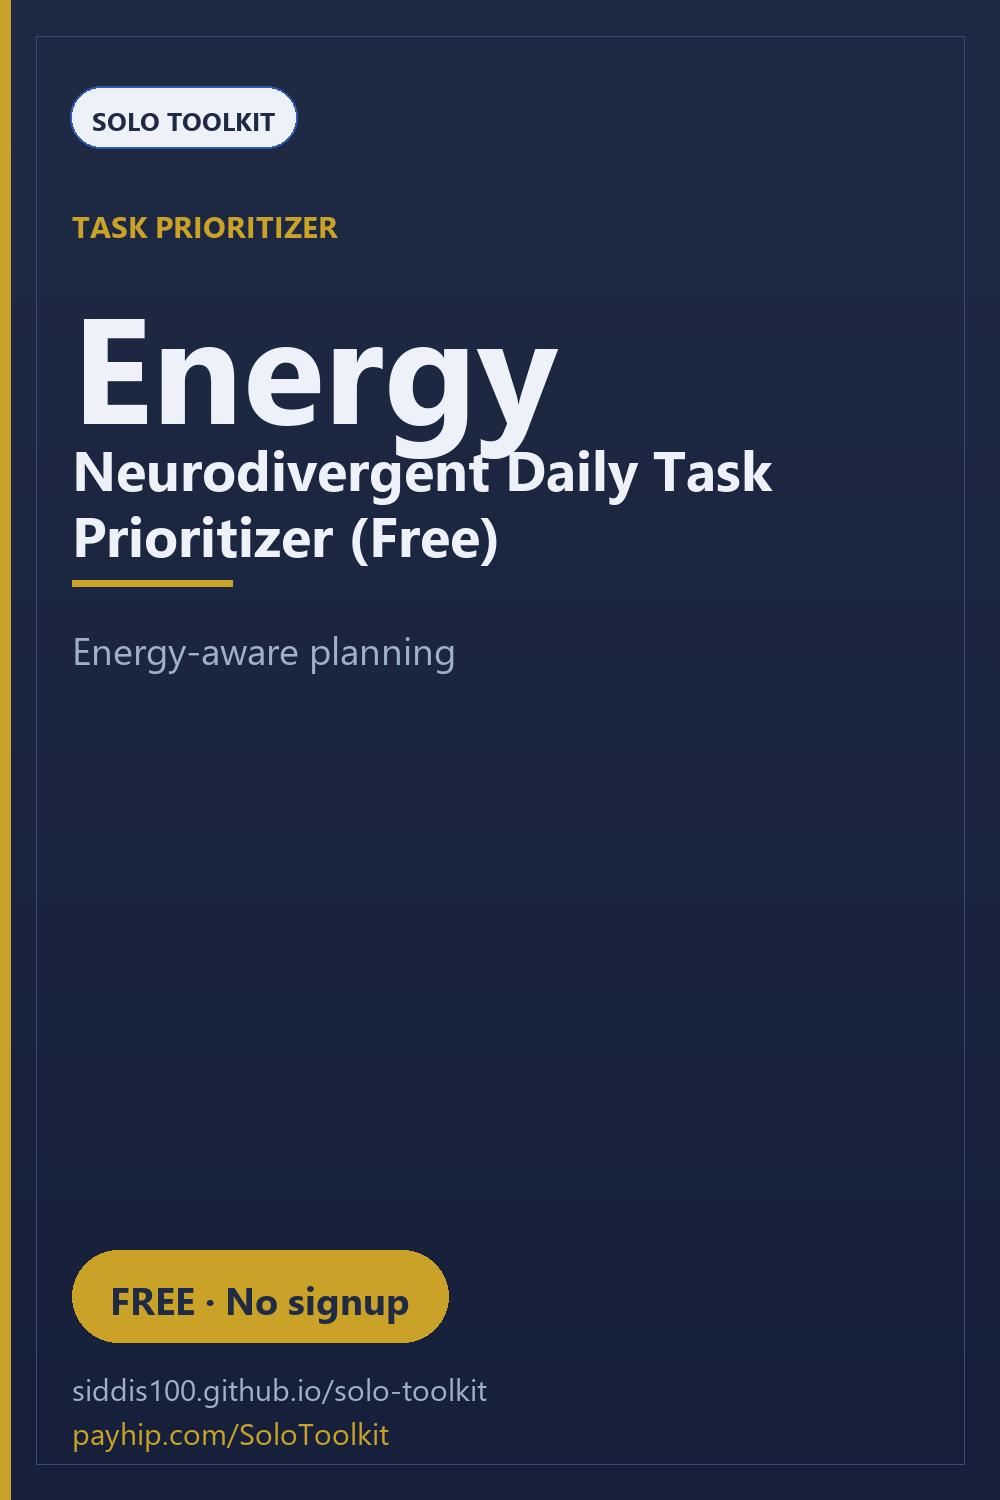 SOLO TOOLKIT
TASK PRIORITIZER
Energy
Neurodivergent Daily Task
Prioritizer (Free)
Energy-aware planning
FREE · No signup
siddis100.github.io/solo-toolkit
payhip.com/SoloToolkit